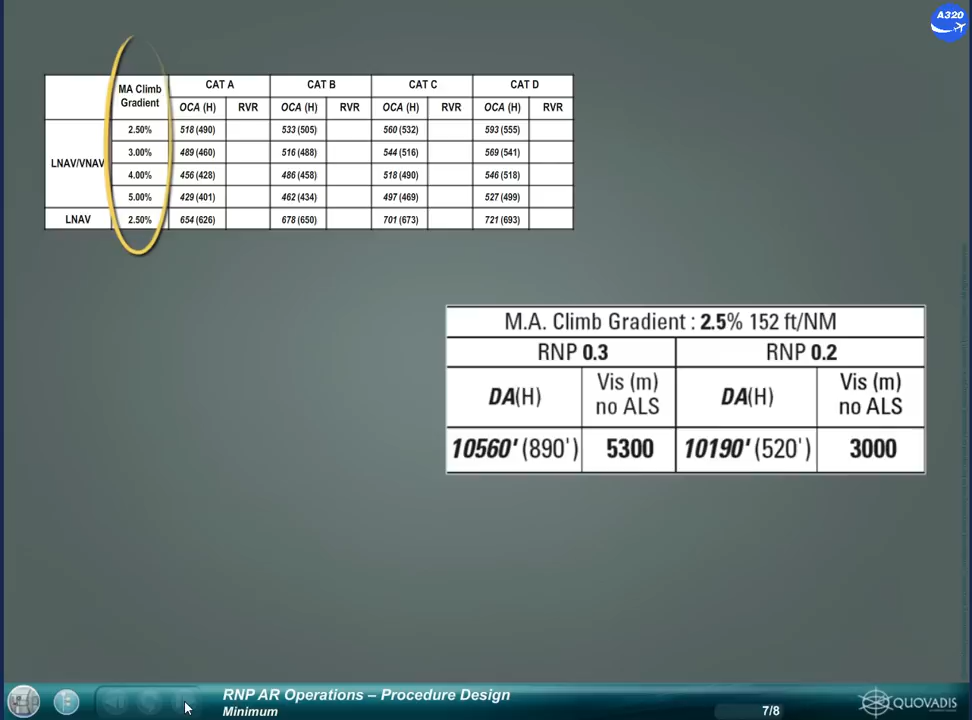 A320
MA Climb Gradient CAT A CAT B CAT C CAT D
OCA (H) RVR OCA (H) RVR OCA (H) RVR OCA (H) RVR
LNAV/VNAV
2.50% 518 (490) 533 (505) 560 (532) 593 (555)
3.00% 489 (460) 516 (488) 544 (516) 569 (541)
4.00% 456 (428) 486 (458) 518 (490) 546 (518)
5.00% 429 (401) 462 (434) 497 (469) 527 (499)
LNAV 2.50% 654 (626) 678 (650) 701 (673) 721 (693)
M.A. Climb Gradient : 2.5% 152 ft/NM
RNP 0.3 RNP 0.2
DA(H) Vis (m) no ALS DA(H) Vis (m) no ALS
10560' (890') 5300 10190' (520') 3000
RNP AR Operations – Procedure Design
Minimum
7/8
QUOVADIS